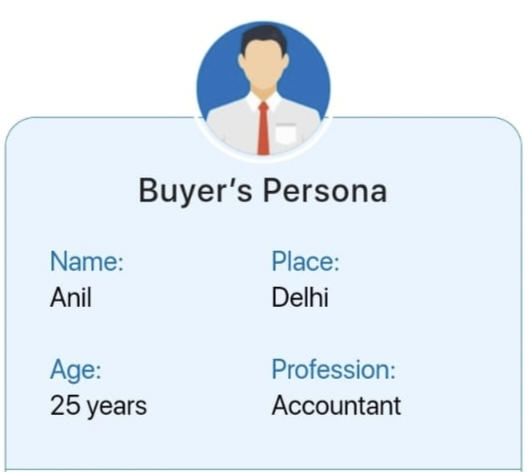 Buyer’s Persona
Name:
Anil
Place:
Delhi
Age:
25 years
Profession:
Accountant